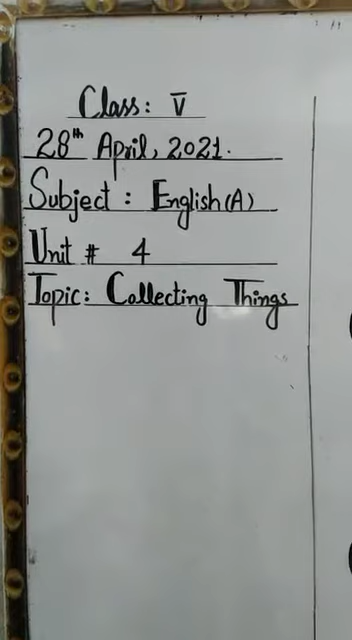 Class: V
28th April, 2021.
Subject: English (A)
Unit # 4
Topic: Collecting Things